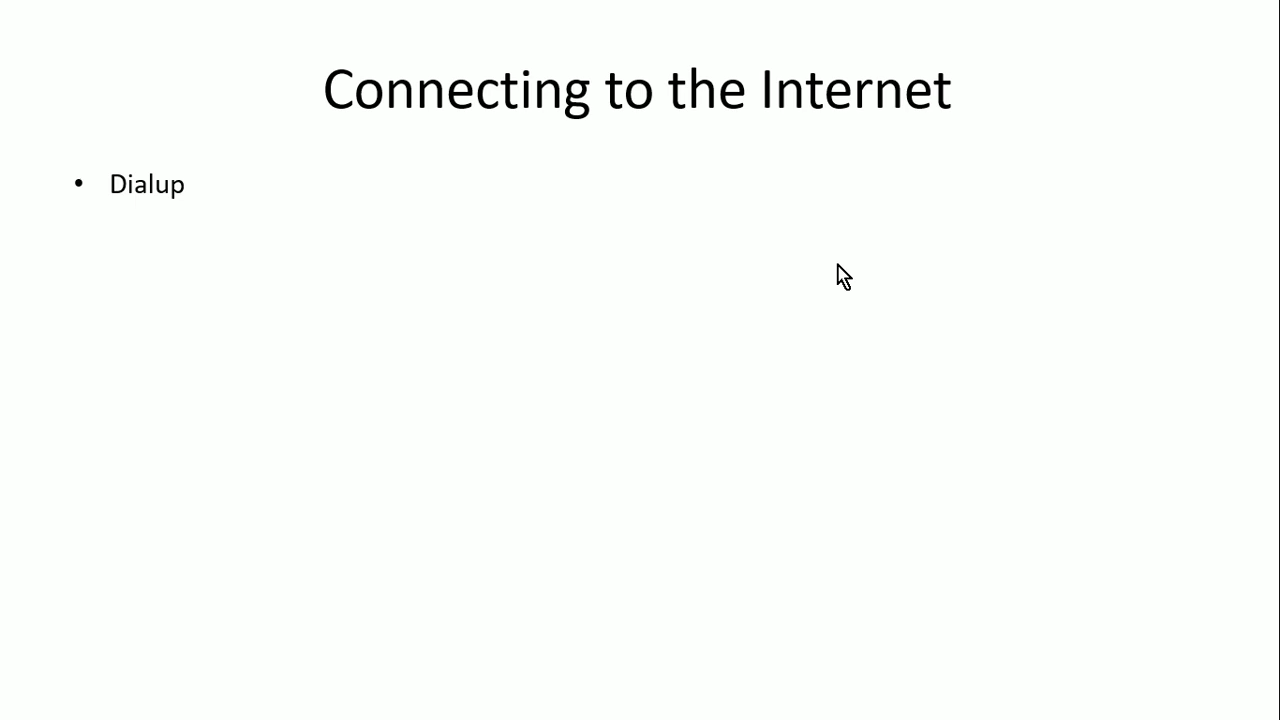 Connecting to the Internet
• Dialup